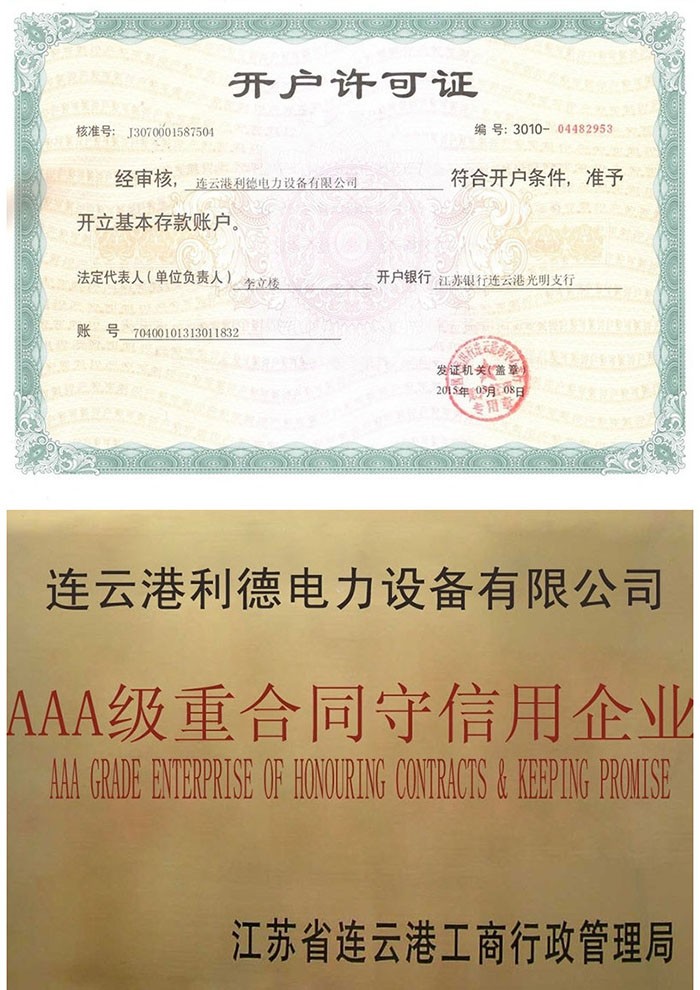 开户许可证
核准号: J3070001587504 编号: 3010-04482953
经审核, 连云港利德电力设备有限公司 符合开户条件, 准予
开立基本存款账户。
法定代表人(单位负责人) 李立楼 开户银行 江苏银行连云港光明支行
账 号 70400101313011832
发证机关(盖章)
2015年 05月 08日
专用章
连云港利德电力设备有限公司
AAA级重合同守信用企业
AAA GRADE ENTERPRISE OF HONOURING CONTRACTS & KEEPING PROMISE
江苏省连云港工商行政管理局